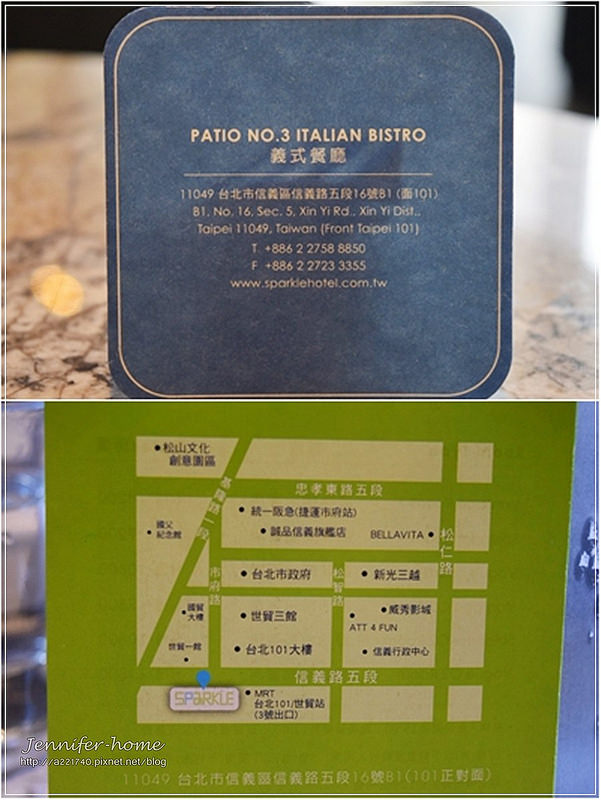 PATIO NO.3 ITALIAN BISTRO
義式餐廳
11049 台北市信義區信義路五段16號B1 (面101)
B1, No. 16, Sec. 5, Xin Yi Rd., Xin Yi Dist.,
Taipei 11049, Taiwan (Front Taipei 101)
T +886 2 2758 8850
F +886 2 2723 3355
www.sparklehotel.com.tw
松山文化
創意園區
忠孝東路五段
基隆路一段
統一阪急(捷運市府站)
國父
紀念館
誠品信義旗艦店
BELLAVITA
松仁路
市府路
台北市政府
松智路
新光三越
國貿
大樓
世貿三館
威秀影城
ATT 4 FUN
世貿一館
台北101大樓
信義行政中心
信義路五段
SPARKLE
MRT
台北101/世貿站
(3號出口)
Jennifer-home
http://a221740.pixnet.net/blog
11049 台北市信義區信義路五段16號B1(101正對面)